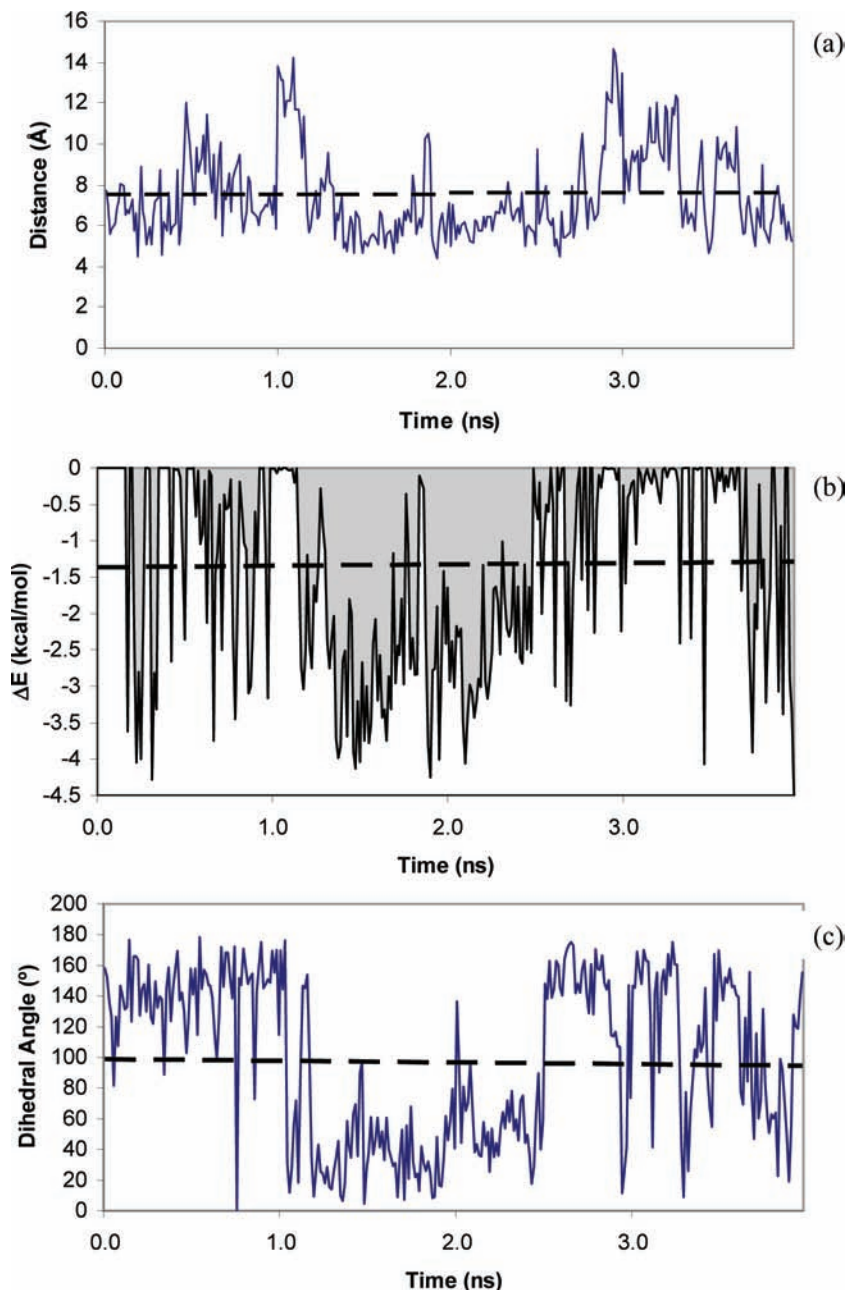 (a)
Distance (Å)
16
14
12
10
8
6
4
2
0
0.0 1.0 2.0 3.0
Time (ns)
(b)
ΔE (kcal/mol)
0
-0.5
-1
-1.5
-2
-2.5
-3
-3.5
-4
-4.5
0.0 1.0 2.0 3.0
Time (ns)
(c)
Dihedral Angle (º)
200
180
160
140
120
100
80
60
40
20
0
0.0 1.0 2.0 3.0
Time (ns)